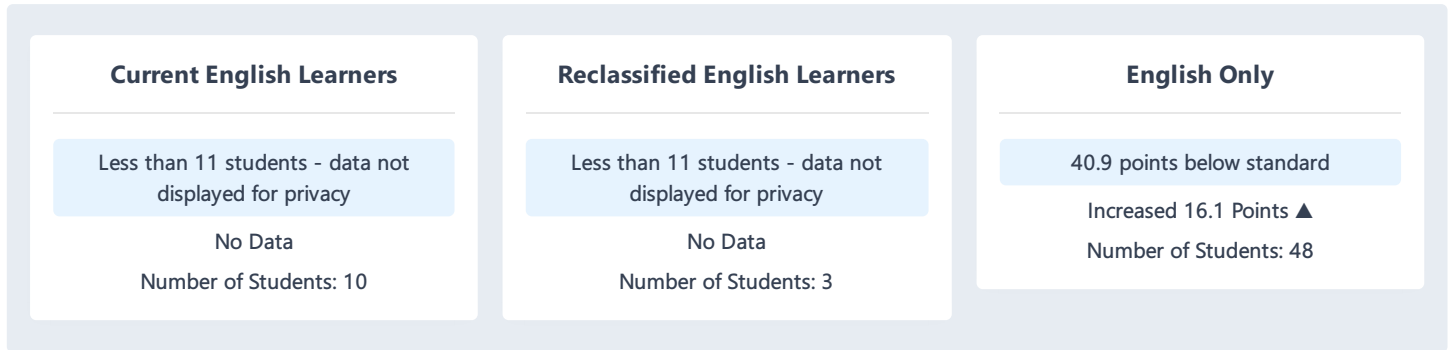 Current English Learners
Less than 11 students - data not
displayed for privacy
No Data
Number of Students: 10
Reclassified English Learners
Less than 11 students - data not
displayed for privacy
No Data
Number of Students: 3
English Only
40.9 points below standard
Increased 16.1 Points ▲
Number of Students: 48